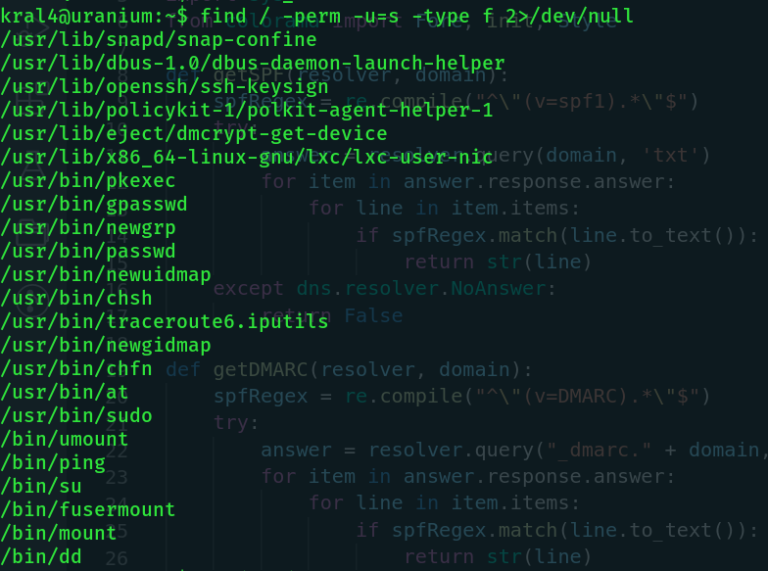 kral4@uranium:~$ find / -perm -u=s -type f 2>/dev/null
/usr/lib/snapd/snap-confine
/usr/lib/dbus-1.0/dbus-daemon-launch-helper
/usr/lib/openssh/ssh-keysign
/usr/lib/policykit-1/polkit-agent-helper-1
/usr/lib/eject/dmcrypt-get-device
/usr/lib/x86_64-linux-gnu/lxc/lxc-user-nic
/usr/bin/pkexec
/usr/bin/gpasswd
/usr/bin/newgrp
/usr/bin/passwd
/usr/bin/newuidmap
/usr/bin/chsh
/usr/bin/traceroute6.iputils
/usr/bin/newgidmap
/usr/bin/chfn
/usr/bin/at
/usr/bin/sudo
/bin/umount
/bin/ping
/bin/su
/bin/fusermount
/bin/mount
/bin/dd
def getSPF(resolver, domain):
spfRegex = re.compile("^\"(v=spf1).*\"$")
try:
answer = resolver.query(domain, 'txt')
for item in answer.response.answer:
for line in item.items:
if spfRegex.match(line.to_text()):
return str(line)
except dns.resolver.NoAnswer:
return False
def getDMARC(resolver, domain):
spfRegex = re.compile("^\"(v=DMARC).*\"$")
try:
22 answer = resolver.query("_dmarc." + domain,
23 for item in answer.response.answer:
for line in item.items:
if spfRegex.match(line.to_text()):
26 return str(line)